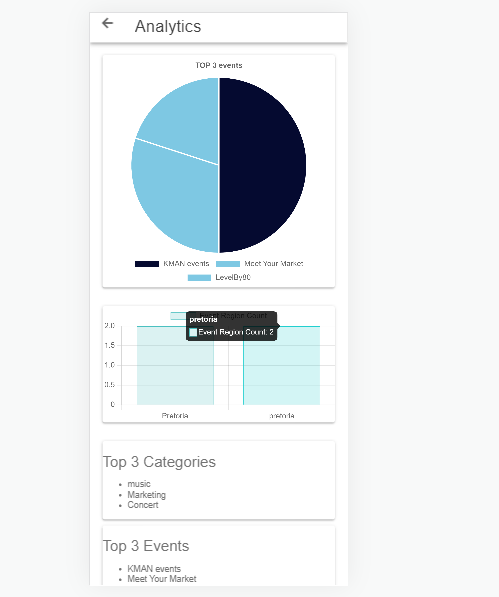 Analytics
TOP 3 events
KMAN events
Meet Your Market
LevelBy80
Region Count
pretoria
Event Region Count: 2
2.0
1.5
1.0
0.5
0
Pretoria
pretoria
Top 3 Categories
• music
• Marketing
• Concert
Top 3 Events
• KMAN events
• Meet Your Market